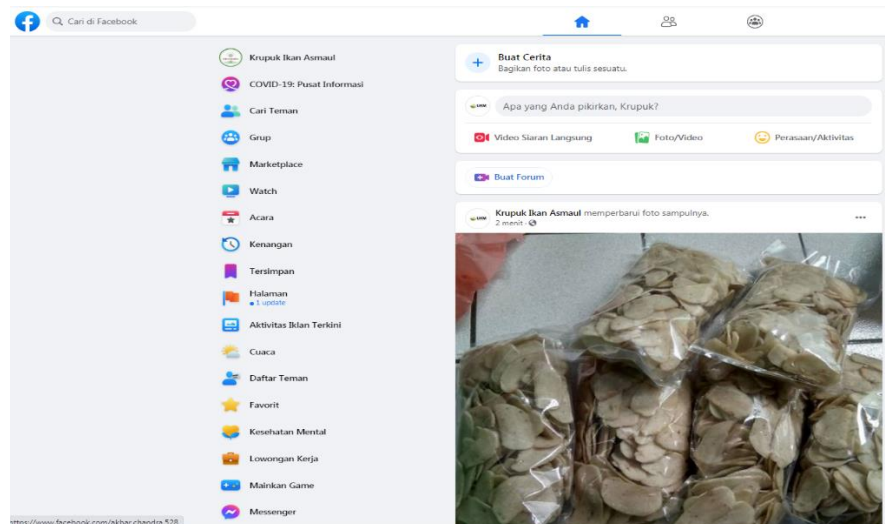 Cari di Facebook
Krupuk Ikan Asmaul
COVID-19: Pusat Informasi
Cari Teman
Grup
Marketplace
Watch
Acara
Kenangan
Tersimpan
Halaman
1 update
Aktivitas Iklan Terkini
Cuaca
Daftar Teman
Favorit
Kesehatan Mental
Lowongan Kerja
Mainkan Game
Messenger
Buat Cerita
Bagikan foto atau tulis sesuatu.
Apa yang Anda pikirkan, Krupuk?
Video Siaran Langsung
Foto/Video
Perasaan/Aktivitas
Buat Forum
Krupuk Ikan Asmaul memperbarui foto sampulnya.
2 menit
https://www.facebook.com/akbar.chandra.528